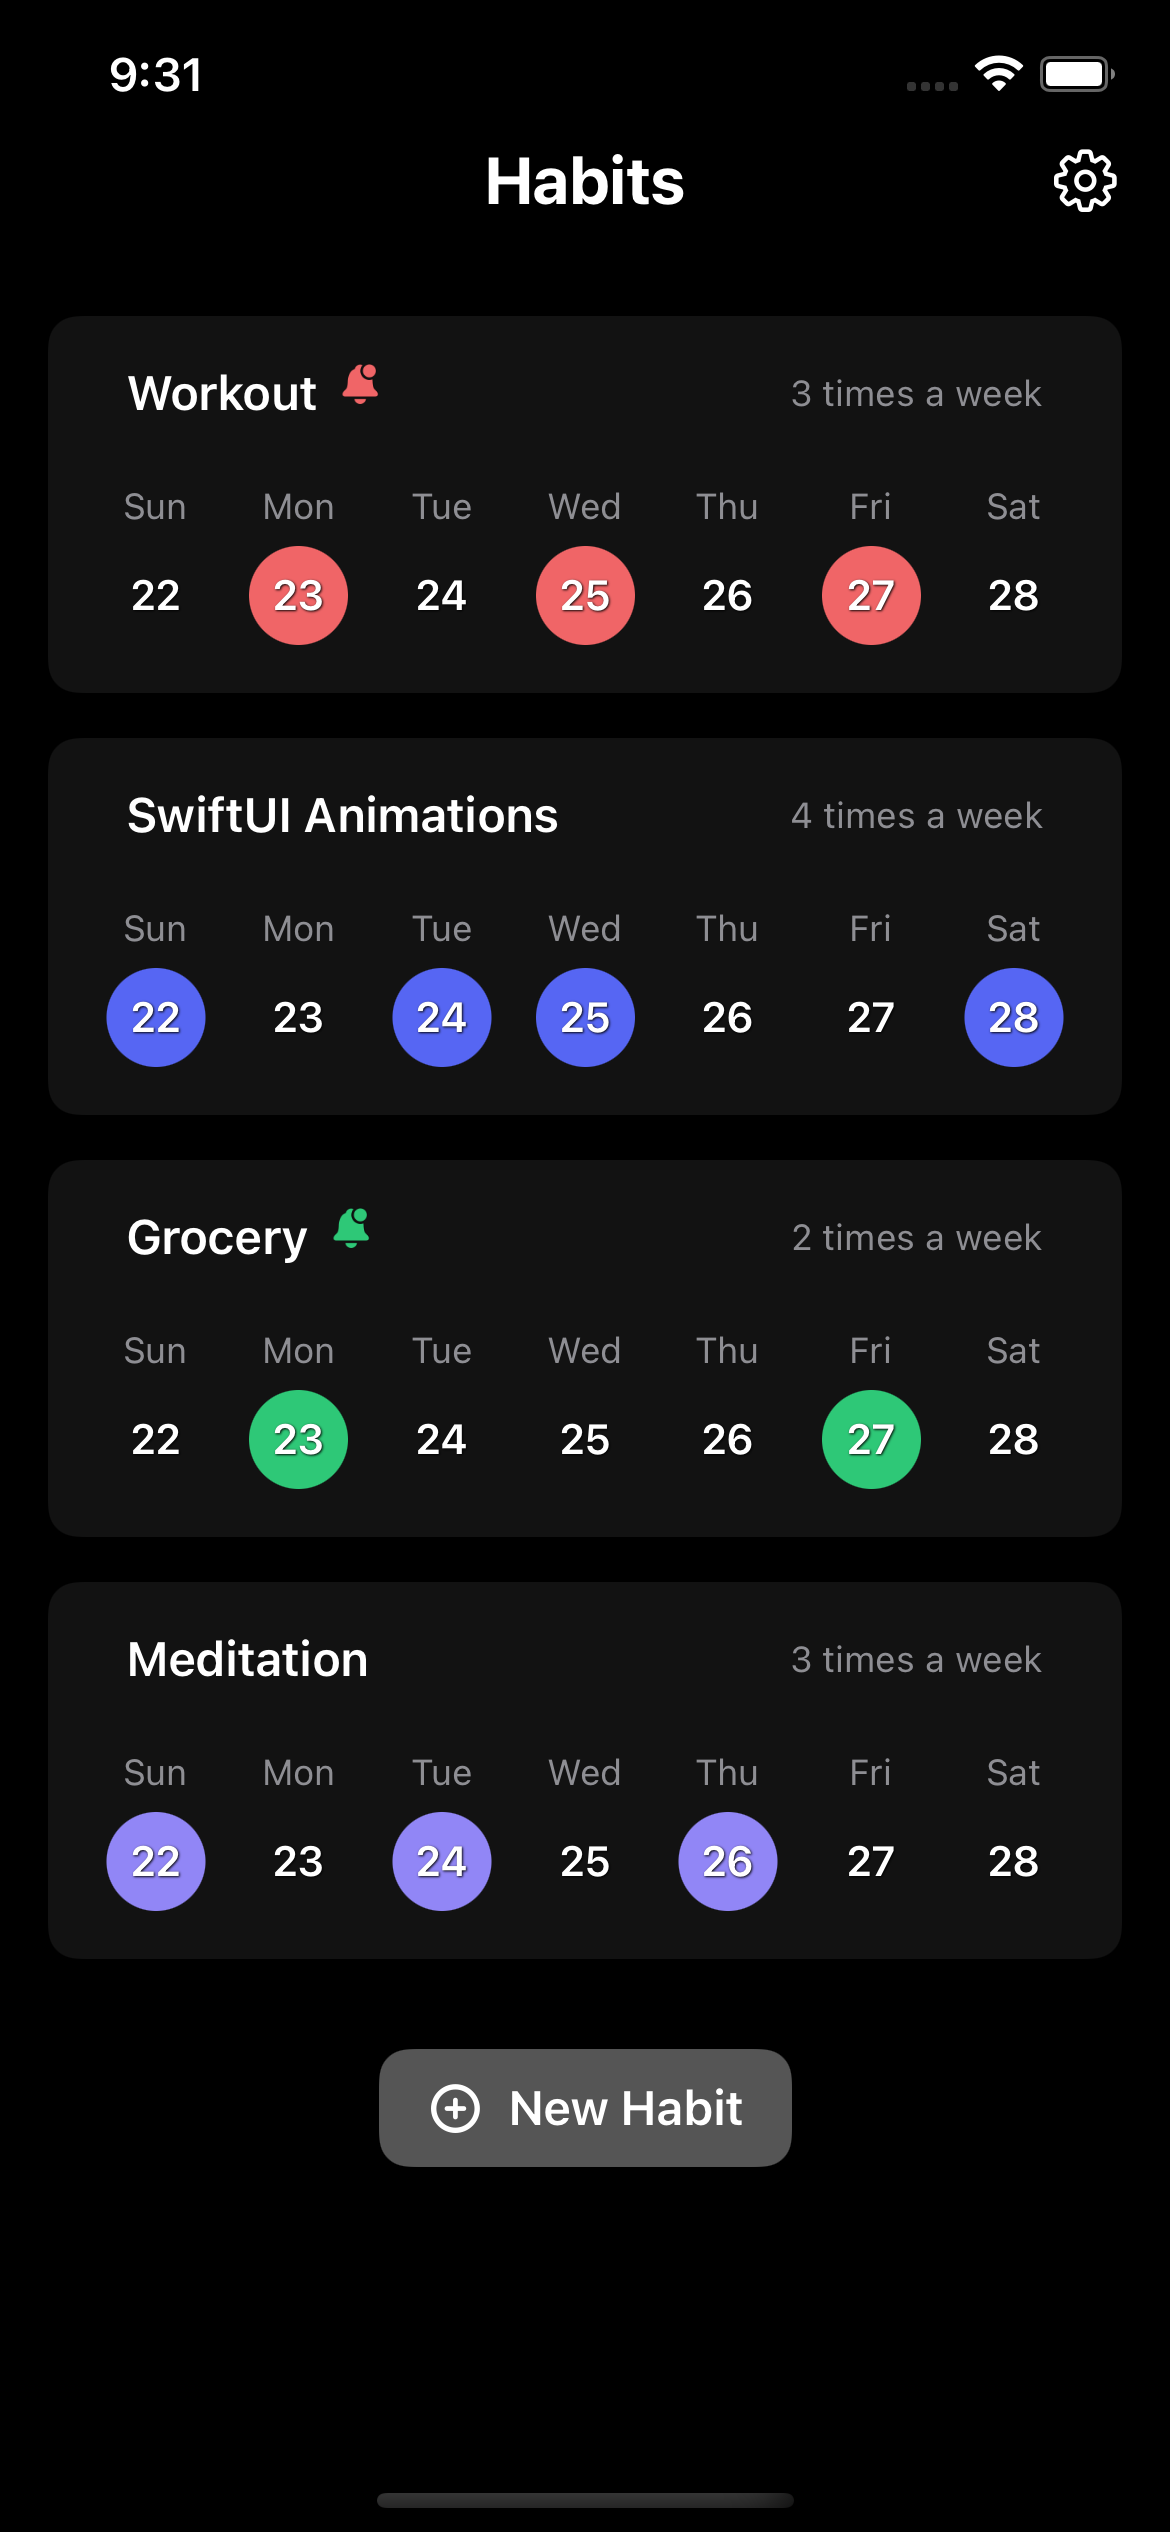 9:31
Habits
Workout 3 times a week
Sun Mon Tue Wed Thu Fri Sat
22 23 24 25 26 27 28
SwiftUI Animations 4 times a week
Sun Mon Tue Wed Thu Fri Sat
22 23 24 25 26 27 28
Grocery 2 times a week
Sun Mon Tue Wed Thu Fri Sat
22 23 24 25 26 27 28
Meditation 3 times a week
Sun Mon Tue Wed Thu Fri Sat
22 23 24 25 26 27 28
New Habit